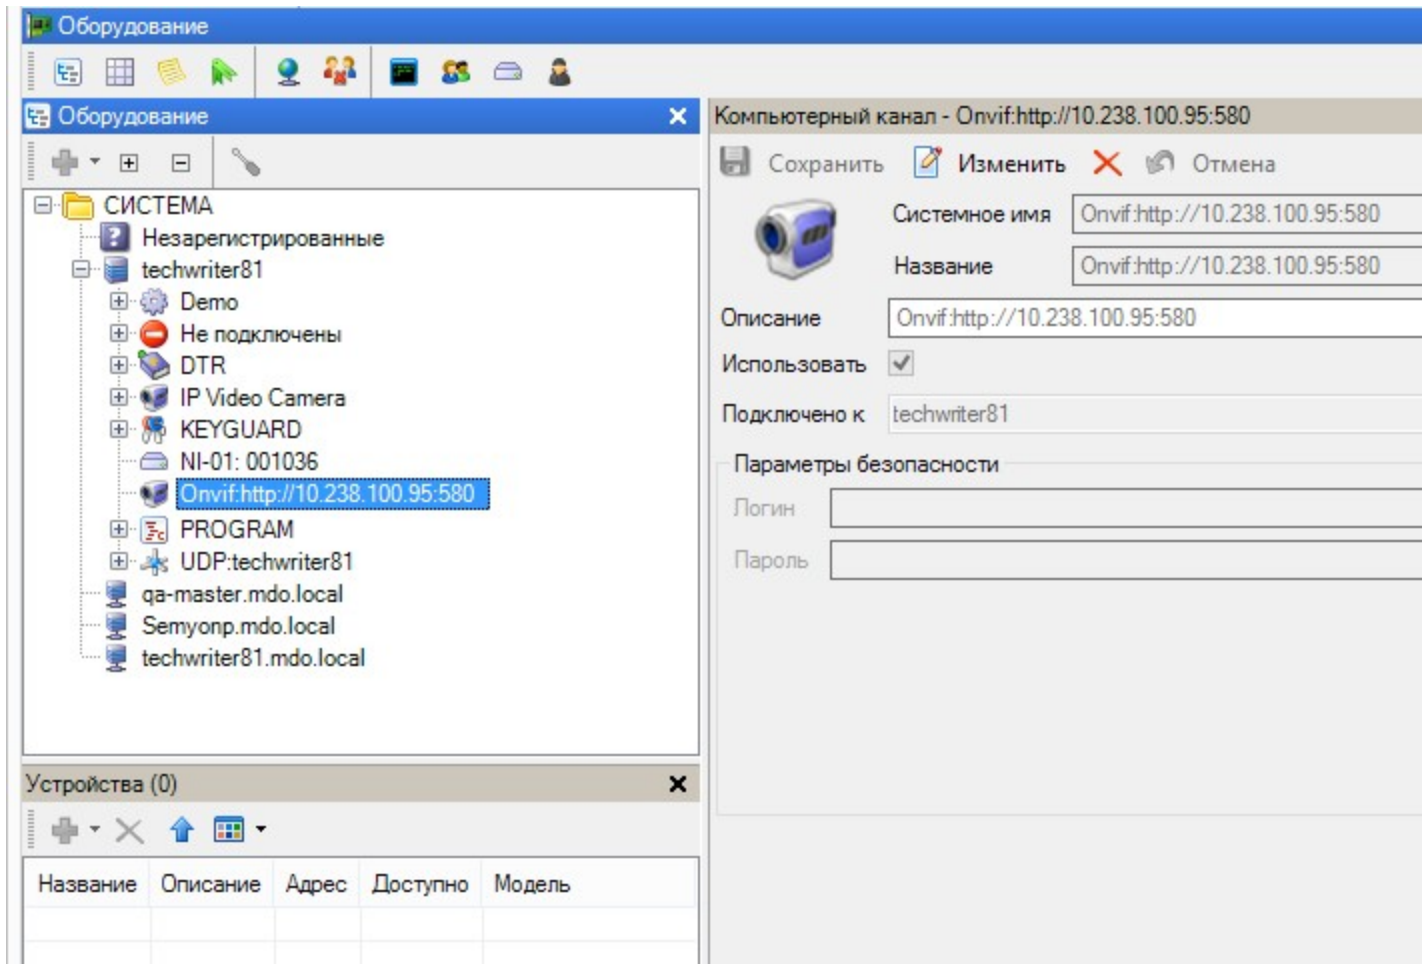 Оборудование
Оборудование
СИСТЕМА
Незарегистрированные
techwriter81
Demo
Не подключены
DTR
IP Video Camera
KEYGUARD
NI-01: 001036
Onvif:http://10.238.100.95:580
PROGRAM
UDP:techwriter81
qa-master.mdo.local
Semyonp.mdo.local
techwriter81.mdo.local
Устройства (0)
Название Описание Адрес Доступно Модель
Компьютерный канал - Onvif:http://10.238.100.95:580
Сохранить Изменить Отмена
Системное имя Onvif:http://10.238.100.95:580
Название Onvif:http://10.238.100.95:580
Описание Onvif:http://10.238.100.95:580
Использовать
Подключено к techwriter81
Параметры безопасности
Логин
Пароль